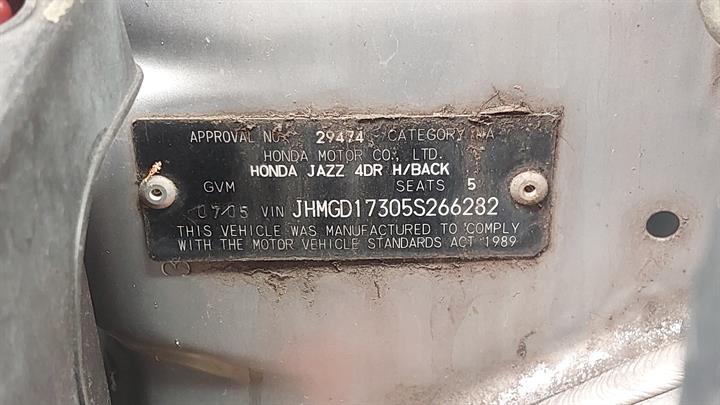 APPROVAL NO. 29474 CATEGORY MA
HONDA MOTOR CO., LTD.
HONDA JAZZ 4DR H/BACK
GVM SEATS 5
07/05 VIN JHMGD17305S266282
THIS VEHICLE WAS MANUFACTURED TO COMPLY
WITH THE MOTOR VEHICLE STANDARDS ACT 1989